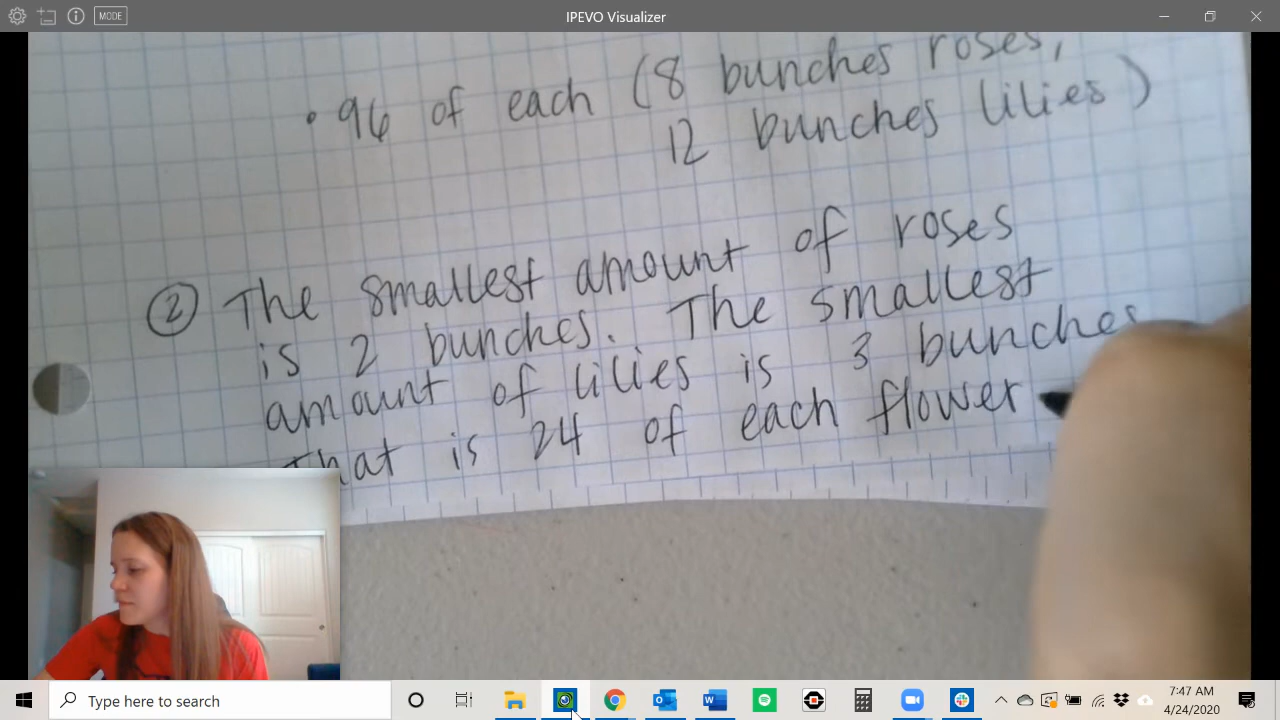 MODE
IPEVO Visualizer
• 96 of each (8 bunches roses,
12 bunches lilies)
② The smallest amount of roses
is 2 bunches. The smallest
amount of lilies is 3 bunches
That is 24 of each flower
Type here to search
7:47 AM
4/24/2020